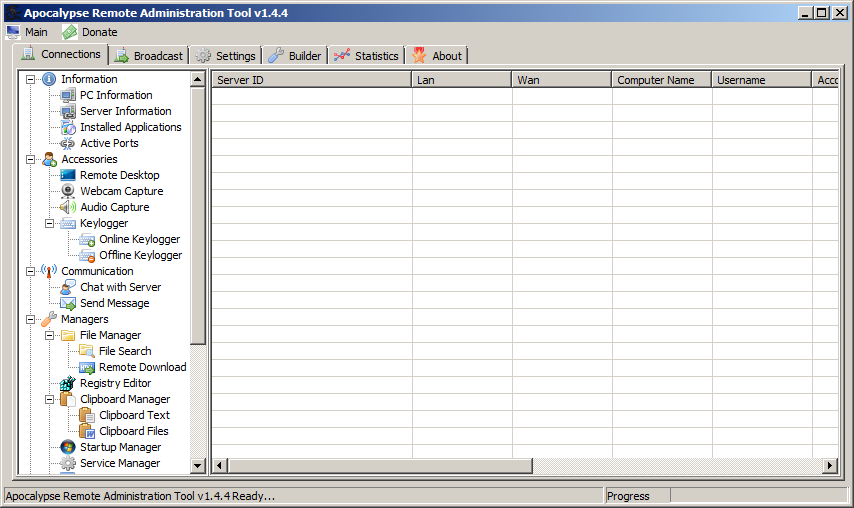 Apocalypse Remote Administration Tool v1.4.4
Main Donate
Connections Broadcast Settings Builder Statistics About
Server ID Lan Wan Computer Name Username Acco
Information
PC Information
Server Information
Installed Applications
Active Ports
Accessories
Remote Desktop
Webcam Capture
Audio Capture
Keylogger
Online Keylogger
Offline Keylogger
Communication
Chat with Server
Send Message
Managers
File Manager
File Search
Remote Download
Registry Editor
Clipboard Manager
Clipboard Text
Clipboard Files
Startup Manager
Service Manager
Apocalypse Remote Administration Tool v1.4.4 Ready... Progress